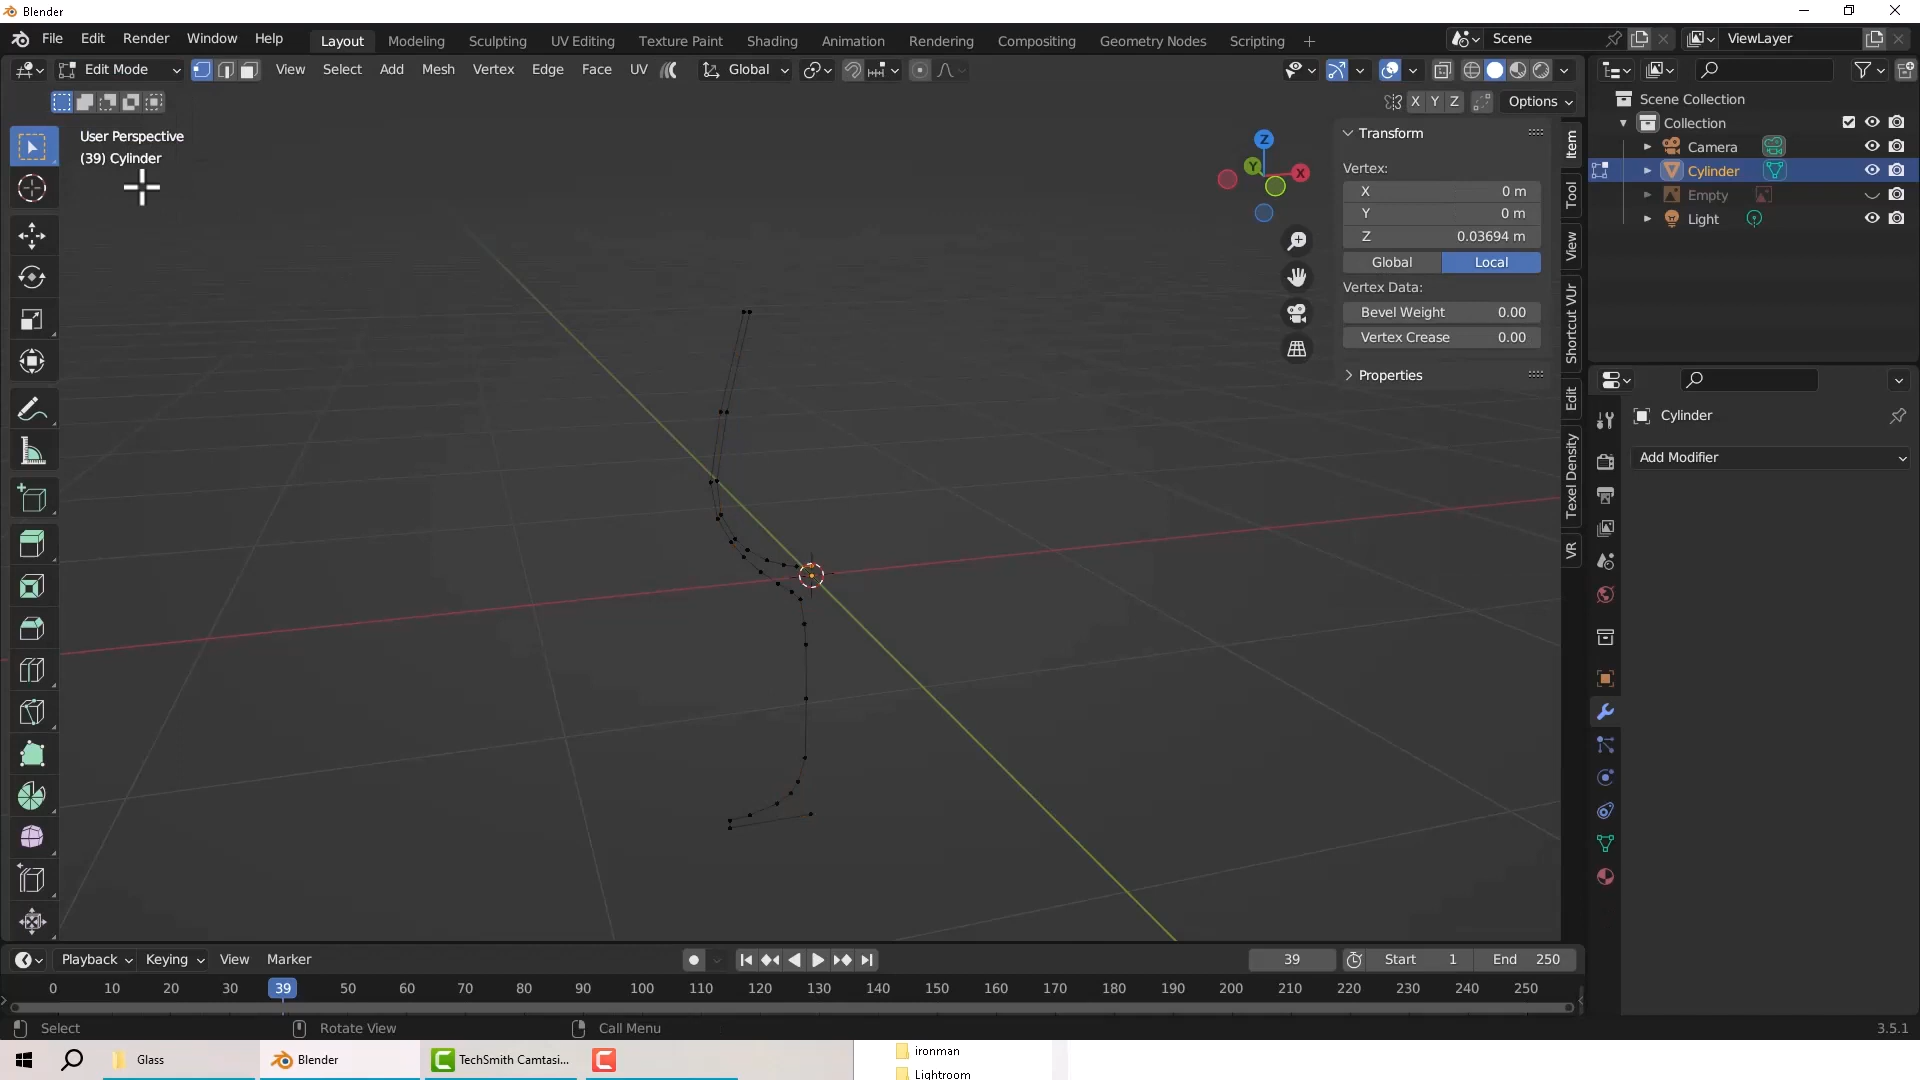 Blender
File Edit Render Window Help
Layout Modeling Sculpting UV Editing Texture Paint Shading Animation Rendering Compositing Geometry Nodes Scripting +
Scene
ViewLayer
Edit Mode
View Select Add Mesh Vertex Edge Face UV
Global
X Y Z Options
User Perspective
(39) Cylinder
Z
Y
X
Transform
Vertex:
X 0 m
Y 0 m
Z 0.03694 m
Global Local
Vertex Data:
Bevel Weight 0.00
Vertex Crease 0.00
Properties
Item
Tool
View
Shortcut VUr
Edit
Texel Density
VR
Scene Collection
Collection
Camera
Cylinder
Empty
Light
Cylinder
Add Modifier
Playback Keying View Marker
39
Start 1
End 250
0 10 20 30 39 50 60 70 80 90 100 110 120 130 140 150 160 170 180 190 200 210 220 230 240 250
Select
Rotate View
Call Menu
3.5.1
Glass
Blender
TechSmith Camtasi...
ironman
Lightroom